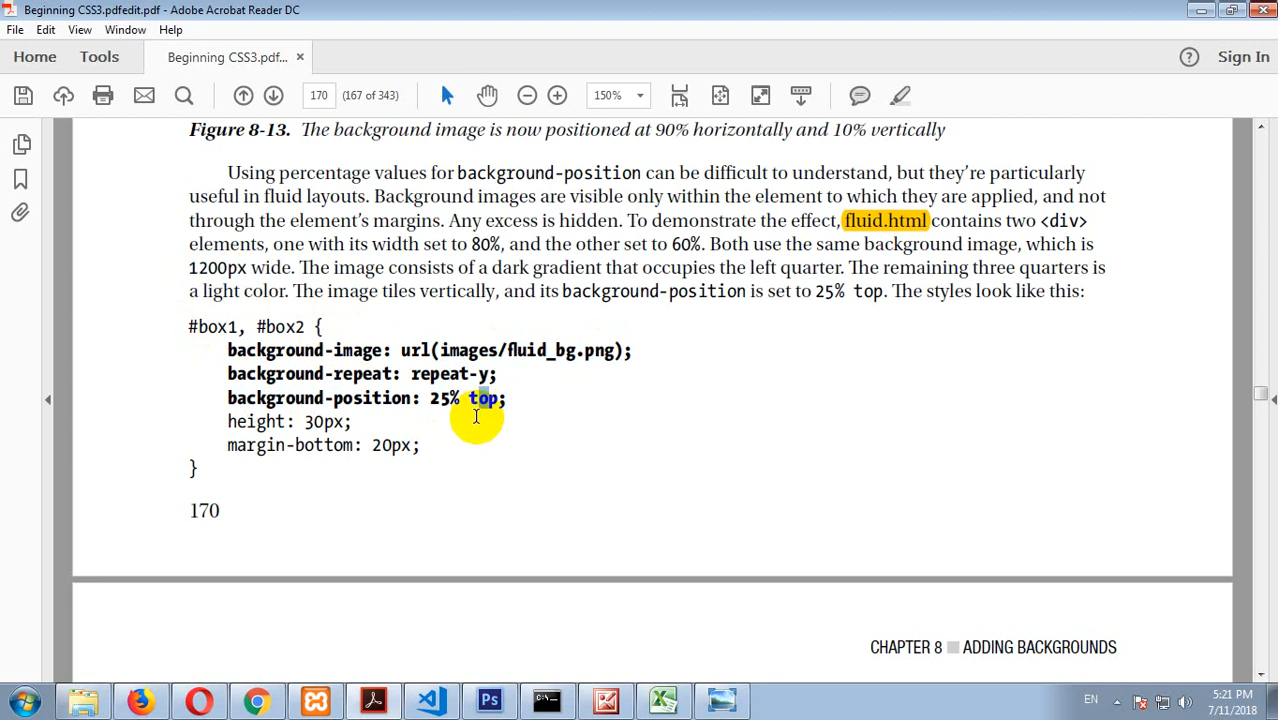 Beginning CSS3.pdfedit.pdf - Adobe Acrobat Reader DC
File Edit View Window Help
Home Tools Beginning CSS3.pdf... × ? Sign In
170 (167 of 343) 150%
Figure 8-13. The background image is now positioned at 90% horizontally and 10% vertically
Using percentage values for background-position can be difficult to understand, but they’re particularly
useful in fluid layouts. Background images are visible only within the element to which they are applied, and not
through the element’s margins. Any excess is hidden. To demonstrate the effect, fluid.html contains two <div>
elements, one with its width set to 80%, and the other set to 60%. Both use the same background image, which is
1200px wide. The image consists of a dark gradient that occupies the left quarter. The remaining three quarters is
a light color. The image tiles vertically, and its background-position is set to 25% top. The styles look like this:
#box1, #box2 {
background-image: url(images/fluid_bg.png);
background-repeat: repeat-y;
background-position: 25% top;
height: 30px;
margin-bottom: 20px;
}
170
CHAPTER 8 ADDING BACKGROUNDS
Ps
EN 5:21 PM
7/11/2018